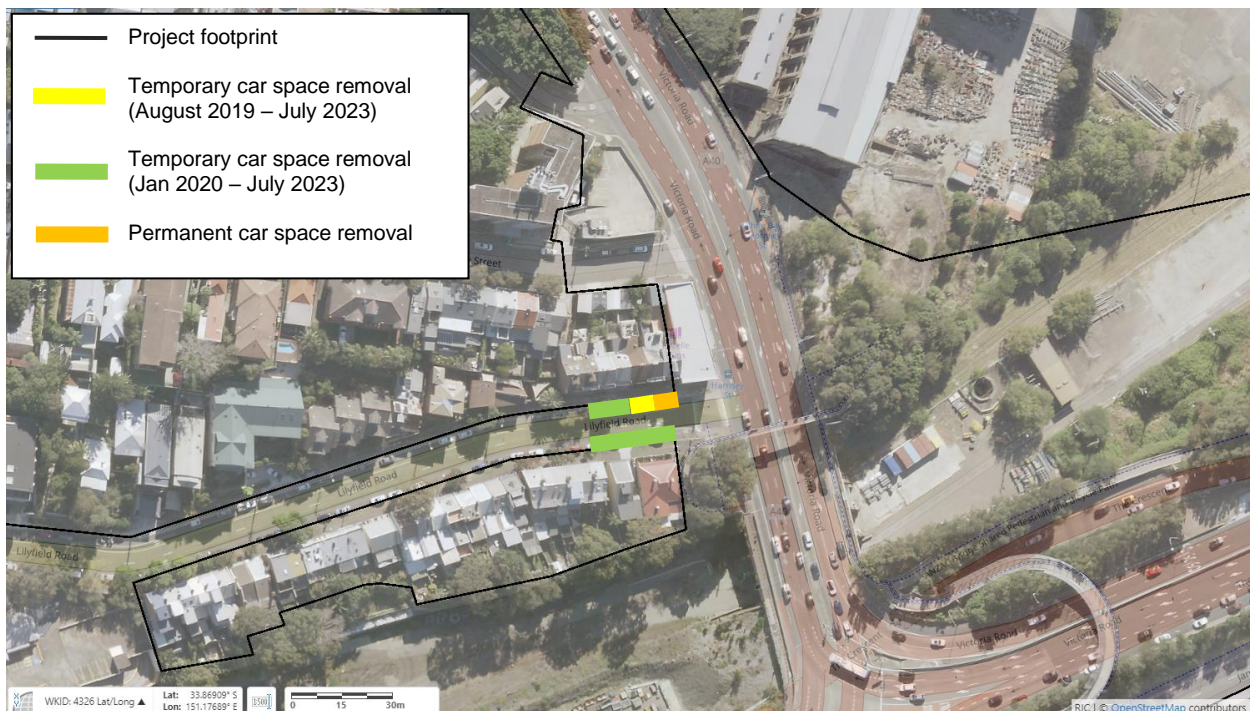 Project footprint
Temporary car space removal
(August 2019 – July 2023)
Temporary car space removal
(Jan 2020 – July 2023)
Permanent car space removal
Victoria Road
A40
Victoria Road
Street
Lilyfield Road
Lilyfield Road
Lilyfield Road
Victoria Road
The Crescent
Victoria Road
Victoria Road
WKID: 4326 Lat/Long ▲
Lat: 33.86909° S
Lon: 151.17689° E
0 15 30m
RIC | © OpenStreetMap contributors